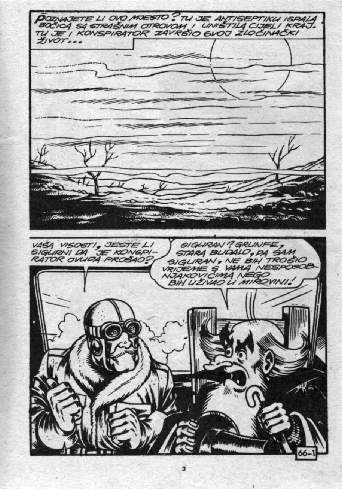 POZNAJETE LI OVO MJESTO? TU JE ANTISEPTIKU ISPALA
BOČICA SA STRAŠNIM OTROVOM I UNIŠTILA CIJELI KRAJ.
TU JE I KONSPIRATOR ZAVRŠIO SVOJ ZLOČINAČKI
ŽIVOT...
VAŠA VISOSTI, JESTE LI
SIGURNI DA JE KONSPI-
RATOR OVUDA PROŠAO?
SIGURAN? GRUNFE,
STARA BUDALO, DA SAM
SIGURAN, NE BIH TROŠIO
VRIJEME S VAMA NESPOSOB-
NJAKOVIĆIMA NEGO
BIH UŽIVAO U MIROVINI!
66-1
3